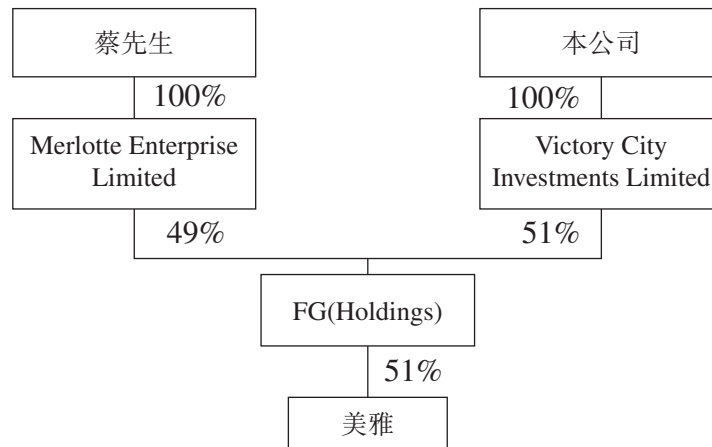 蔡先生
本公司
100%
100%
Merlotte Enterprise
Limited
Victory City
Investments Limited
49%
51%
FG(Holdings)
51%
美雅